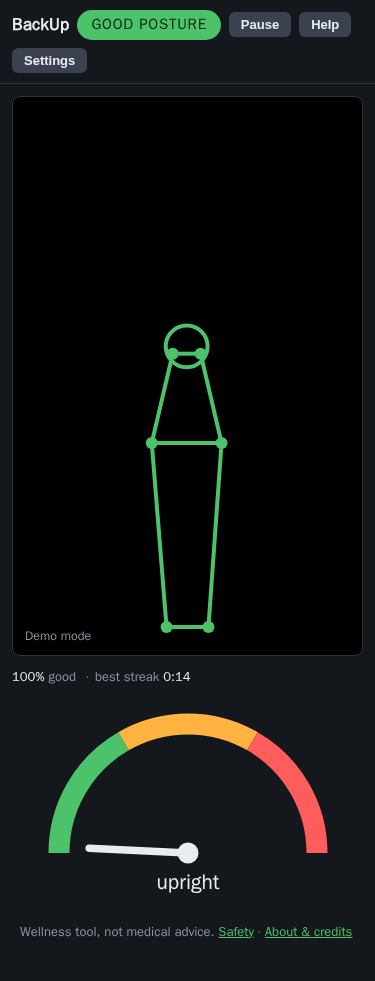 BackUp GOOD POSTURE Pause Help
Settings
Demo mode
100% good · best streak 0:14
upright
Wellness tool, not medical advice. Safety · About & credits